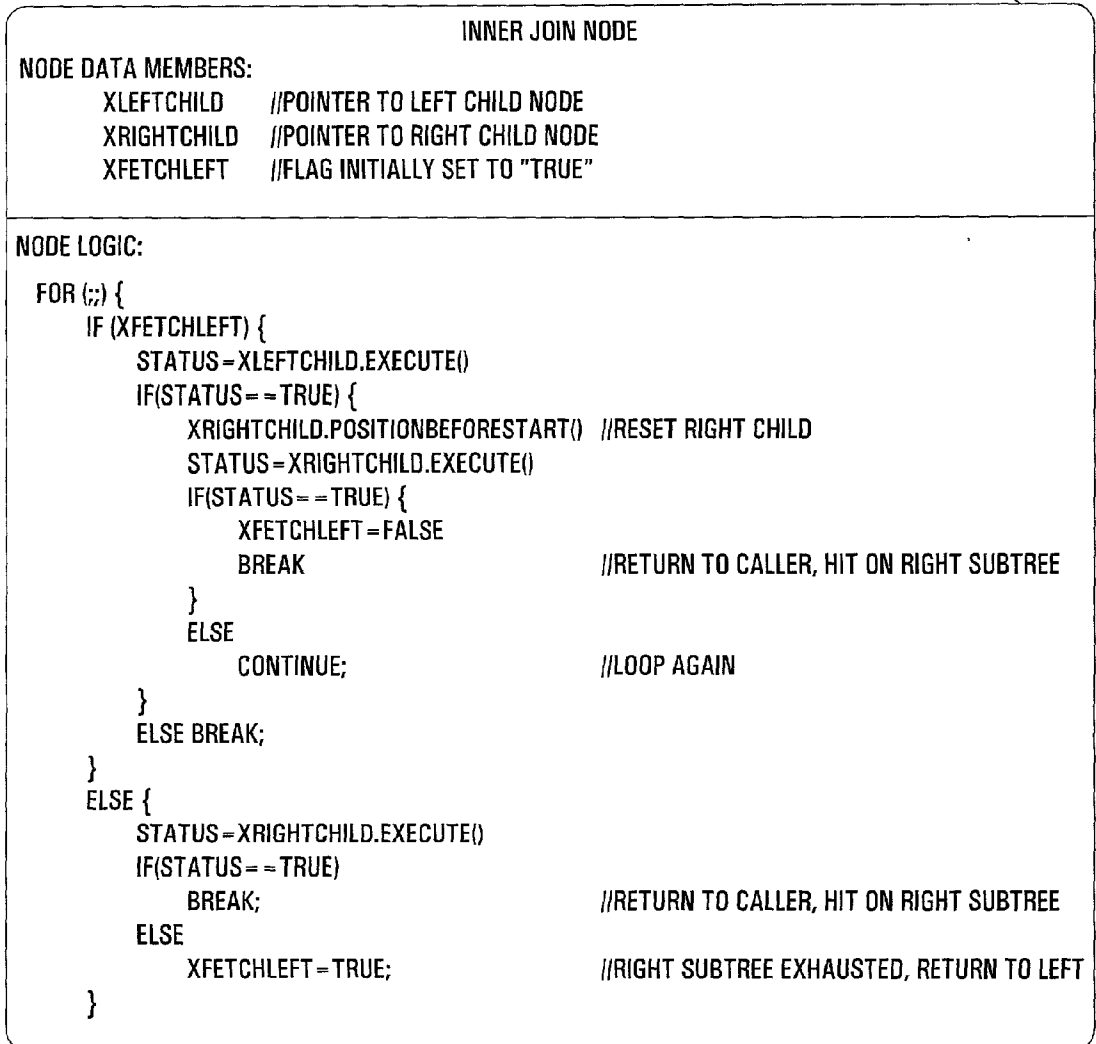 INNER JOIN NODE
NODE DATA MEMBERS:
XLEFTCHILD //POINTER TO LEFT CHILD NODE
XRIGHTCHILD //POINTER TO RIGHT CHILD NODE
XFETCHLEFT //FLAG INITIALLY SET TO "TRUE"
NODE LOGIC:
FOR (;;) {
IF (XFETCHLEFT) {
STATUS=XLEFTCHILD.EXECUTE()
IF(STATUS==TRUE) {
XRIGHTCHILD.POSITIONBEFORESTART() //RESET RIGHT CHILD
STATUS=XRIGHTCHILD.EXECUTE()
IF(STATUS==TRUE) {
XFETCHLEFT=FALSE
BREAK //RETURN TO CALLER, HIT ON RIGHT SUBTREE
}
ELSE
CONTINUE; //LOOP AGAIN
}
ELSE BREAK;
}
ELSE {
STATUS=XRIGHTCHILD.EXECUTE()
IF(STATUS==TRUE)
BREAK; //RETURN TO CALLER, HIT ON RIGHT SUBTREE
ELSE
XFETCHLEFT=TRUE; //RIGHT SUBTREE EXHAUSTED, RETURN TO LEFT
}